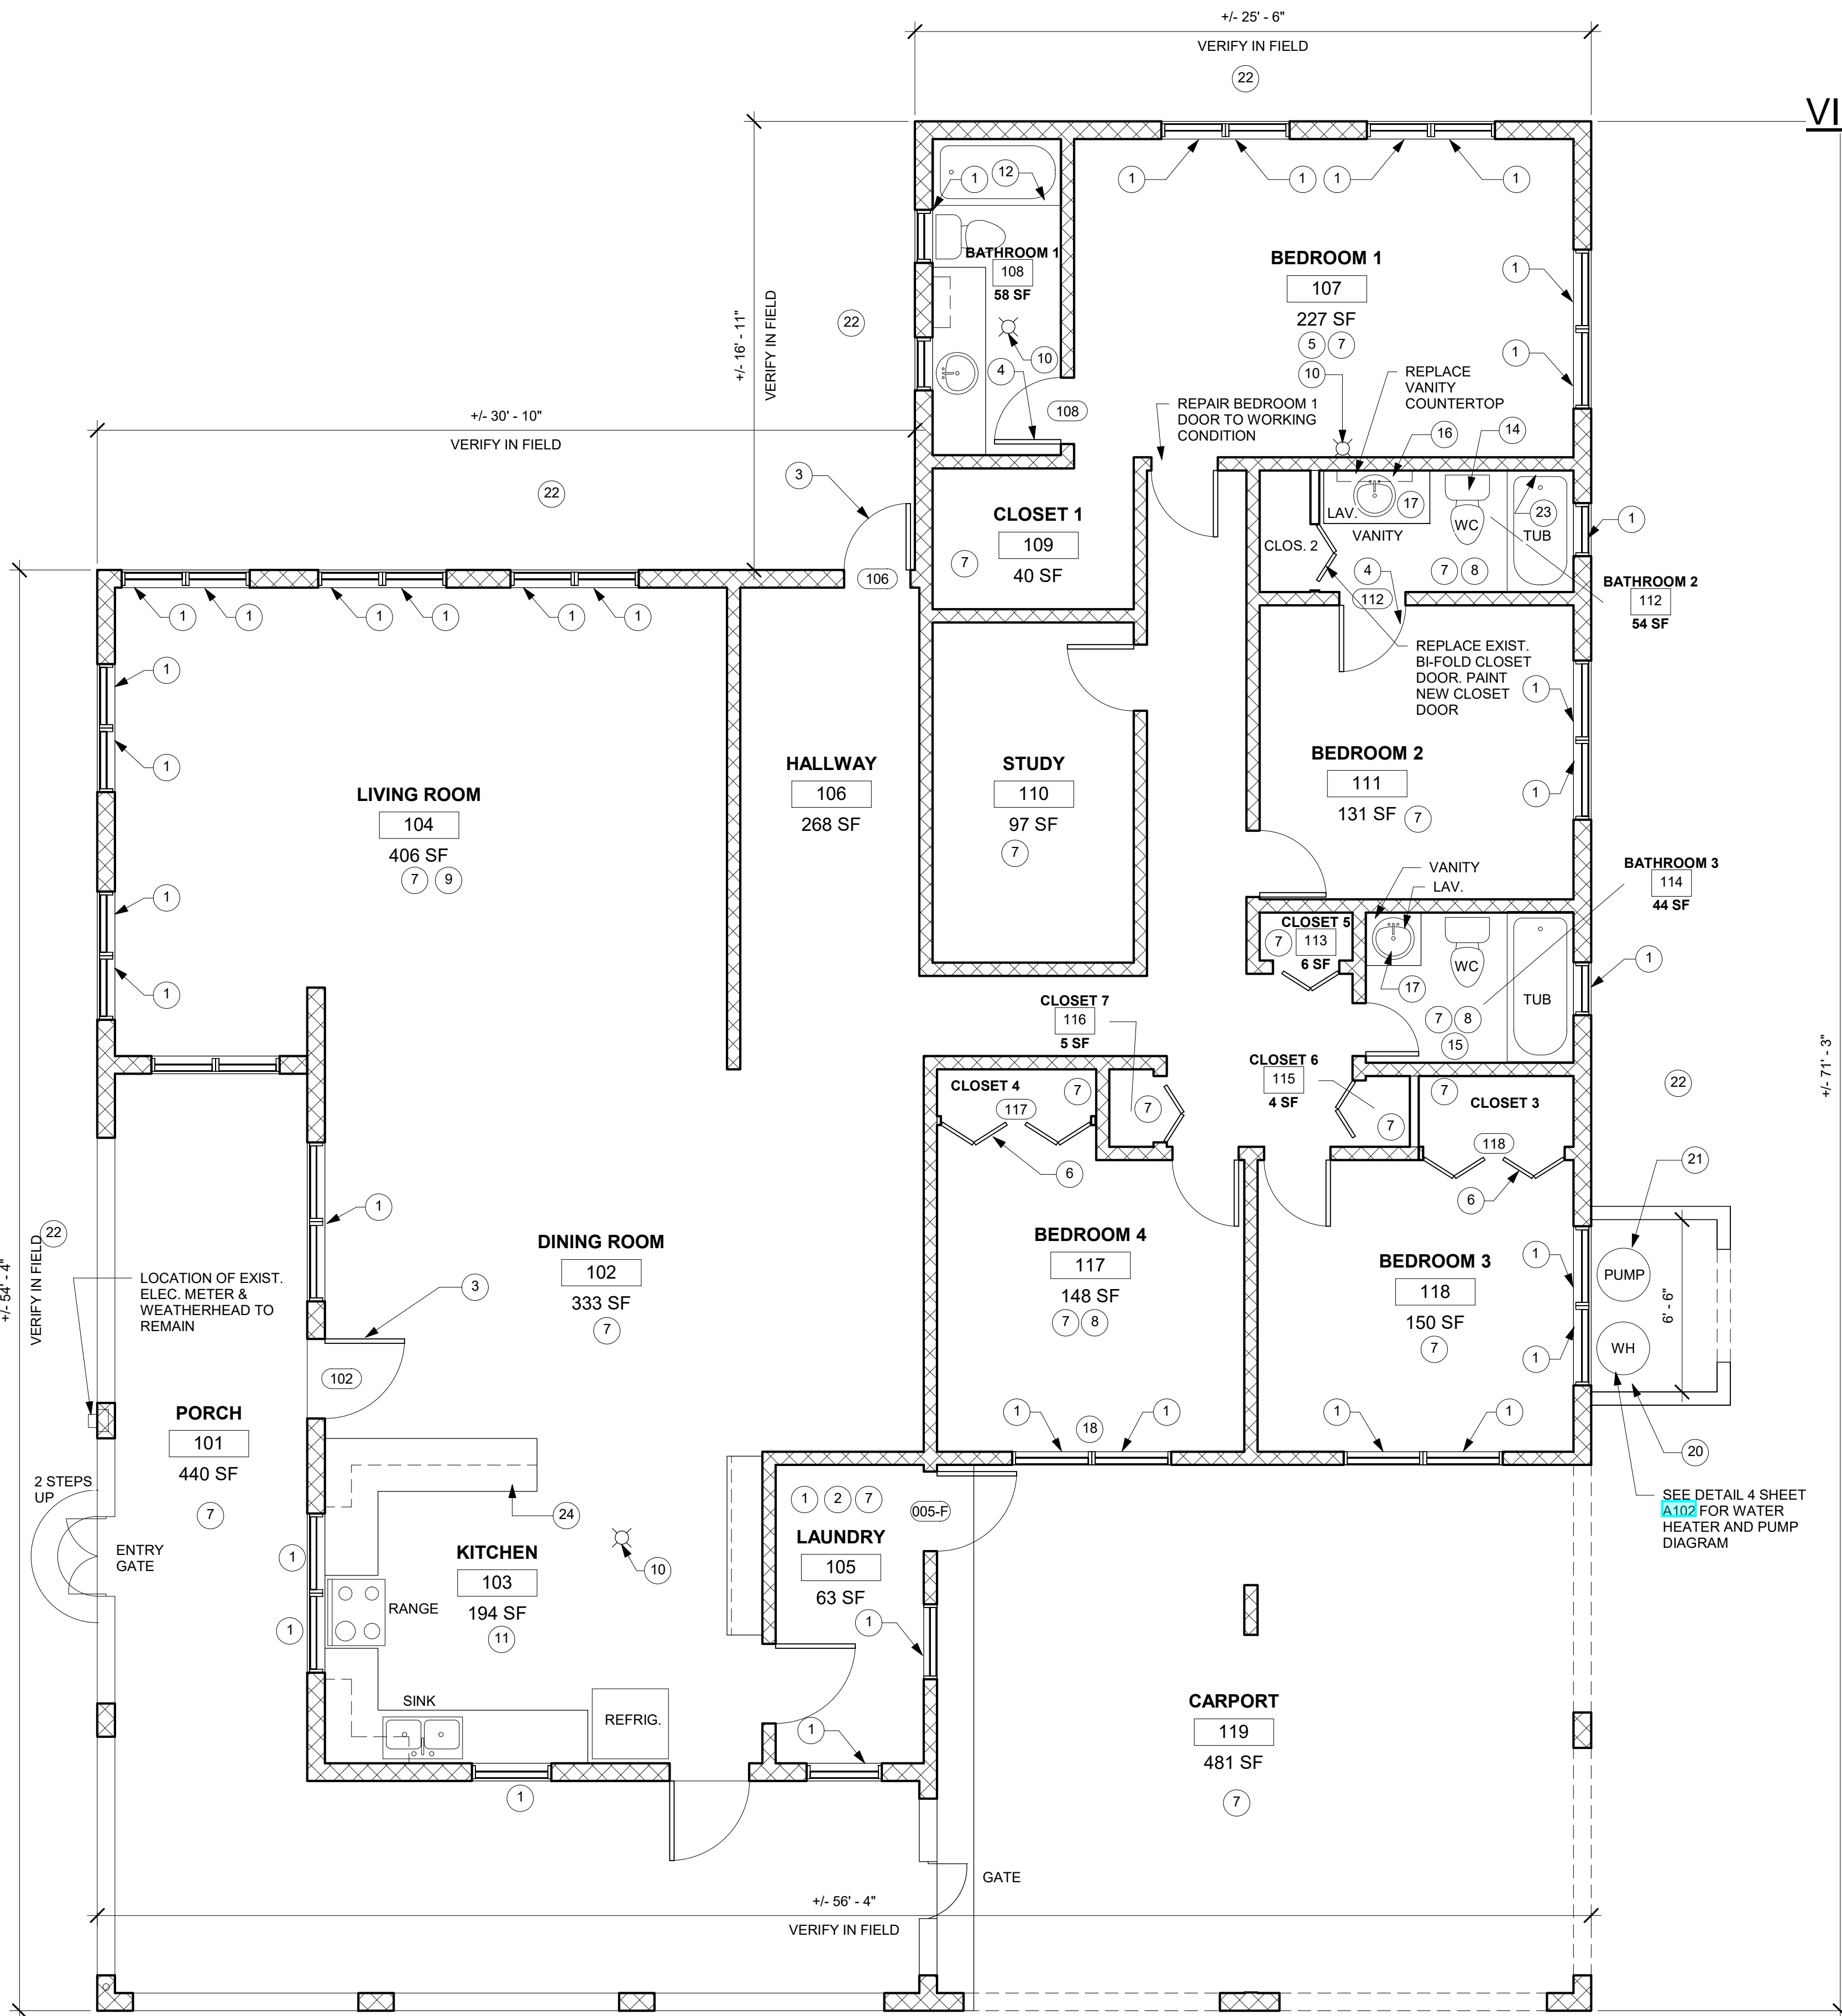 +/- 25' - 6"
VERIFY IN FIELD
22
VI
1
12
1
1
1
1
BATHROOM 1
108
58 SF
10
4
108
BEDROOM 1
107
227 SF
5
7
10
1
1
+/- 16' - 11"
VERIFY IN FIELD
22
REPAIR BEDROOM 1
DOOR TO WORKING
CONDITION
REPLACE
VANITY
COUNTERTOP
16
14
+/- 30' - 10"
VERIFY IN FIELD
22
3
106
CLOSET 1
109
40 SF
7
CLOS. 2
LAV.
17
VANITY
WC
23
TUB
1
7
8
4
112
BATHROOM 2
112
54 SF
REPLACE EXIST.
BI-FOLD CLOSET
DOOR. PAINT
NEW CLOSET
DOOR
1
1
1
1
1
1
1
1
1
1
LIVING ROOM
104
406 SF
7
9
HALLWAY
106
268 SF
STUDY
110
97 SF
7
BEDROOM 2
111
131 SF
7
1
1
VANITY
LAV.
BATHROOM 3
114
44 SF
CLOSET 5
7
113
6 SF
WC
17
TUB
1
7
8
15
CLOSET 7
116
5 SF
CLOSET 6
115
4 SF
CLOSET 4
7
117
7
6
7
7
CLOSET 3
118
6
22
+/- 71' - 3"
+/- 54' - 4"
VERIFY IN FIELD
22
LOCATION OF EXIST.
ELEC. METER &
WEATHERHEAD TO
REMAIN
1
3
102
DINING ROOM
102
333 SF
7
BEDROOM 4
117
148 SF
7
8
1
18
1
BEDROOM 3
118
150 SF
7
1
1
1
1
21
PUMP
6' - 6"
WH
20
SEE DETAIL 4 SHEET
A102 FOR WATER
HEATER AND PUMP
DIAGRAM
PORCH
101
440 SF
7
2 STEPS
UP
ENTRY
GATE
24
1
1
KITCHEN
103
194 SF
11
10
RANGE
SINK
REFRIG.
1
1
2
7
005-F
LAUNDRY
105
63 SF
1
1
CARPORT
119
481 SF
7
GATE
+/- 56' - 4"
VERIFY IN FIELD